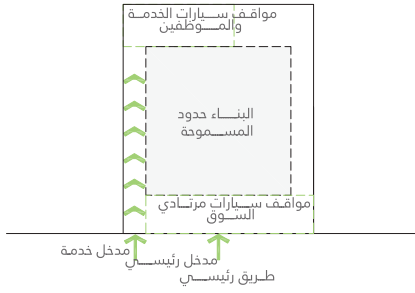 مواقف سيارات الخدمة
والموظفين
البناء حدود
المسموحة
مواقف سيارات مرتادي
السوق
مدخل خدمة
مدخل رئيسي
طريق رئيسي